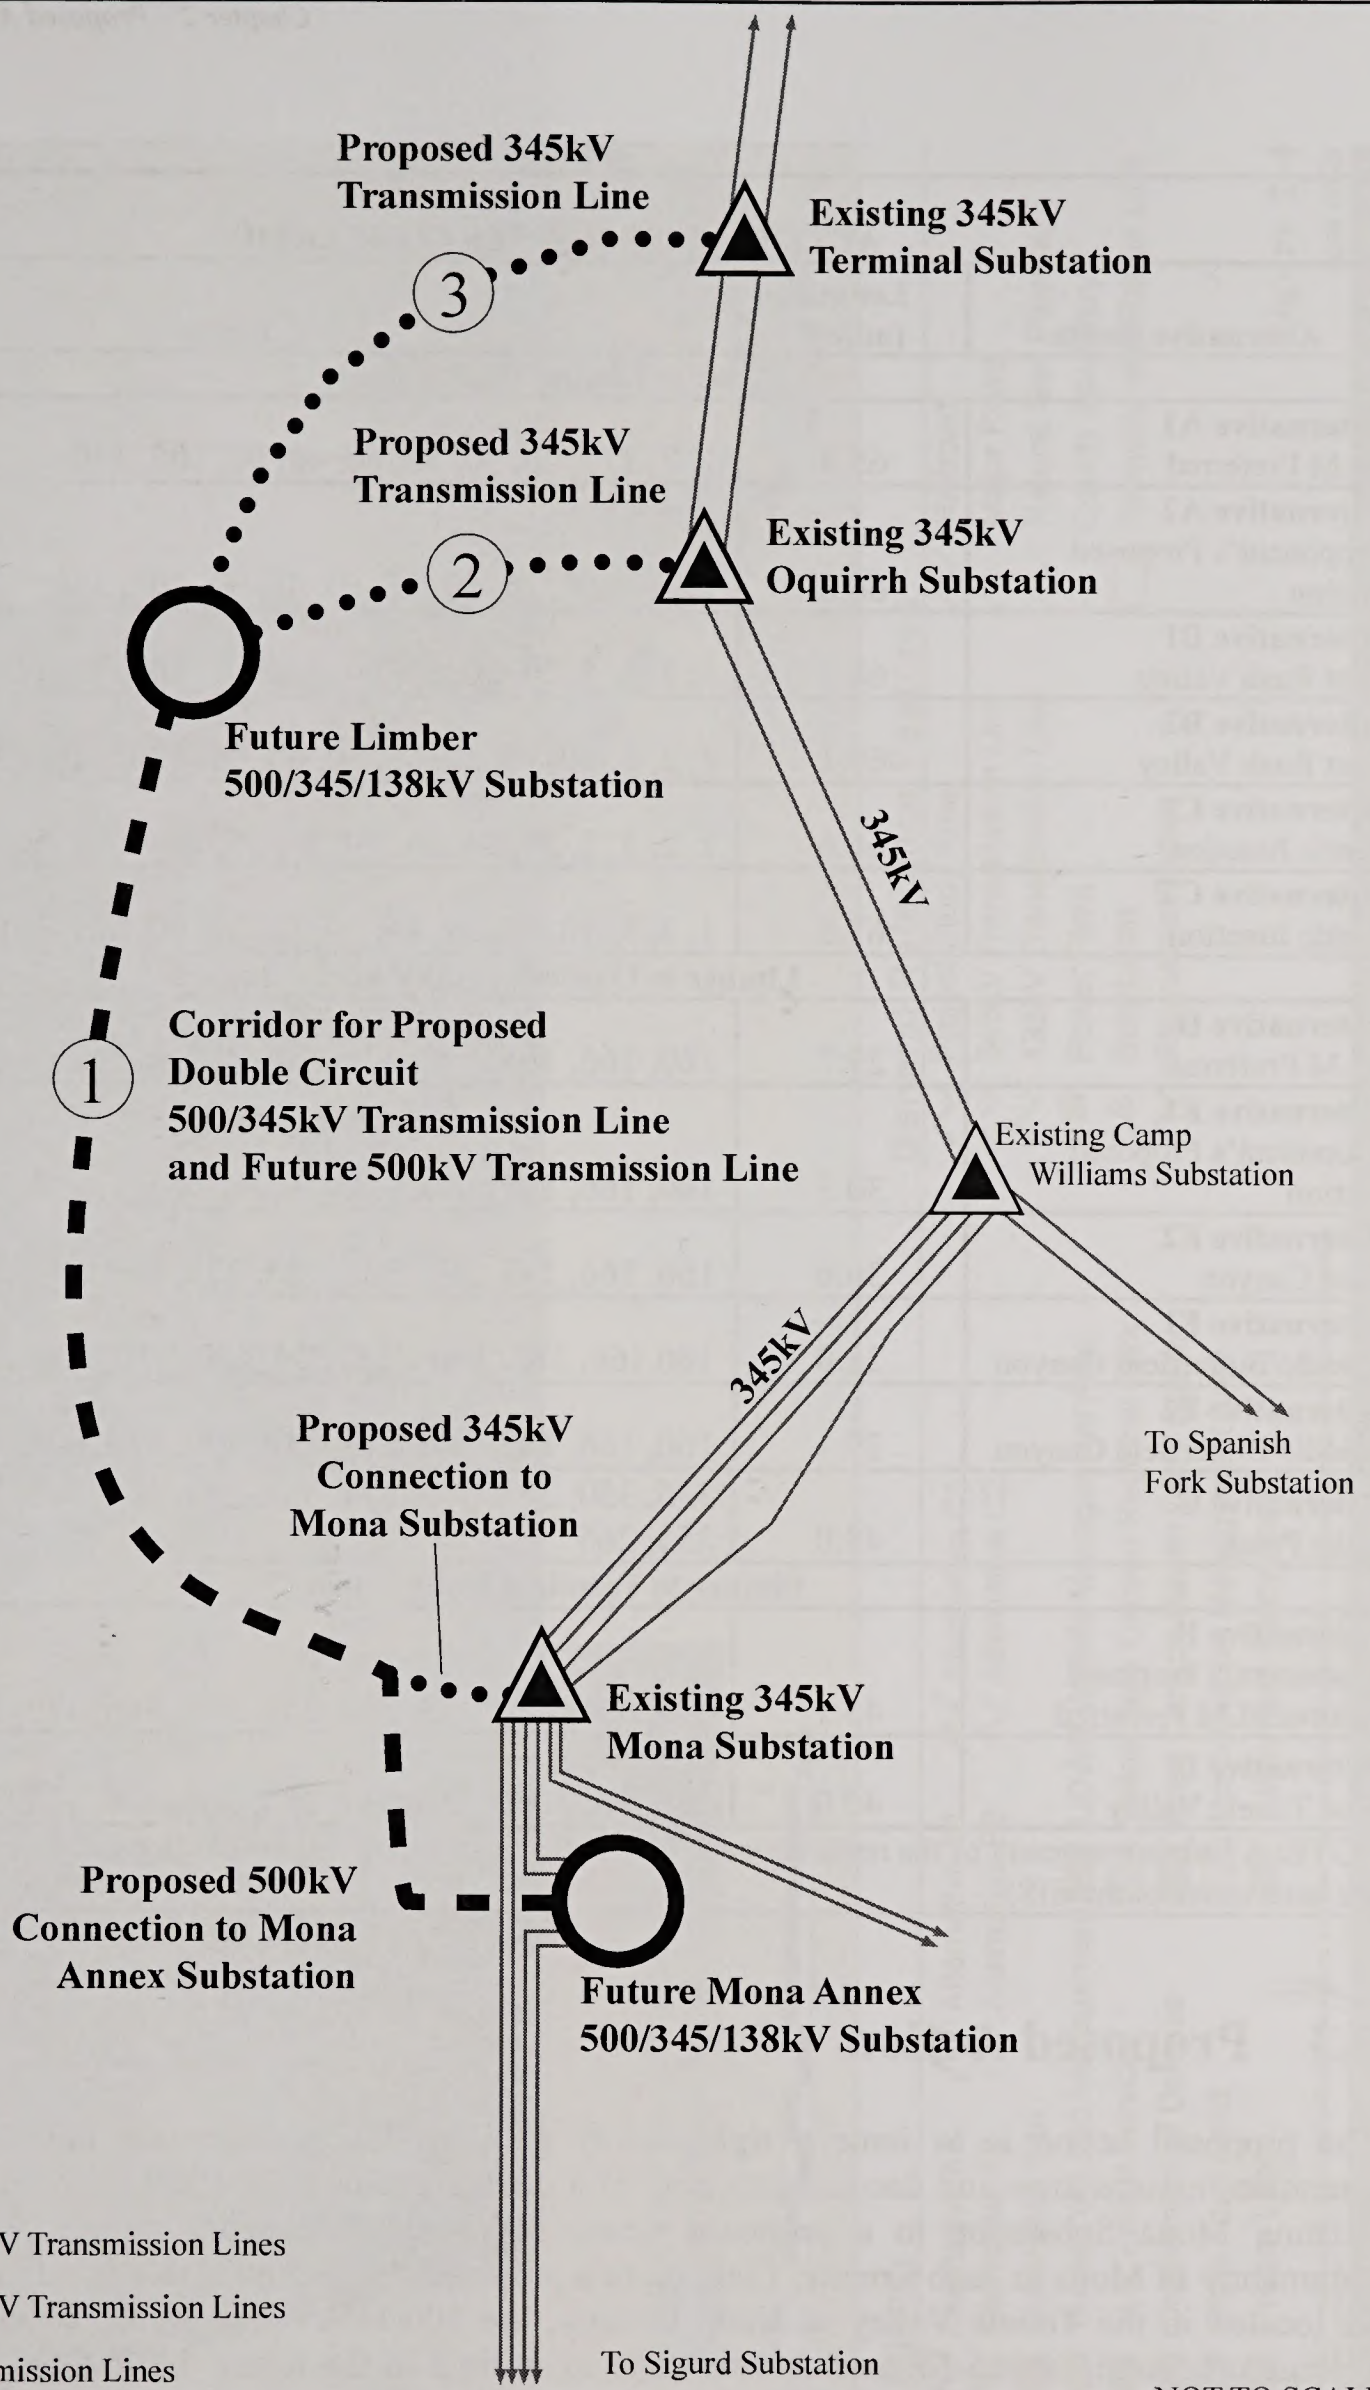 Proposed 345kV
Transmission Line
Existing 345kV
Terminal Substation
3
Proposed 345kV
Transmission Line
2
Existing 345kV
Oquirrh Substation
Future Limber
500/345/138kV Substation
345kV
Corridor for Proposed
Double Circuit
500/345kV Transmission Line
and Future 500kV Transmission Line
1
Existing Camp
Williams Substation
345kV
To Spanish
Fork Substation
Proposed 345kV
Connection to
Mona Substation
Existing 345kV
Mona Substation
Proposed 500kV
Connection to Mona
Annex Substation
Future Mona Annex
500/345/138kV Substation
V Transmission Lines
V Transmission Lines
mission Lines
To Sigurd Substation
NOT TO SCAL